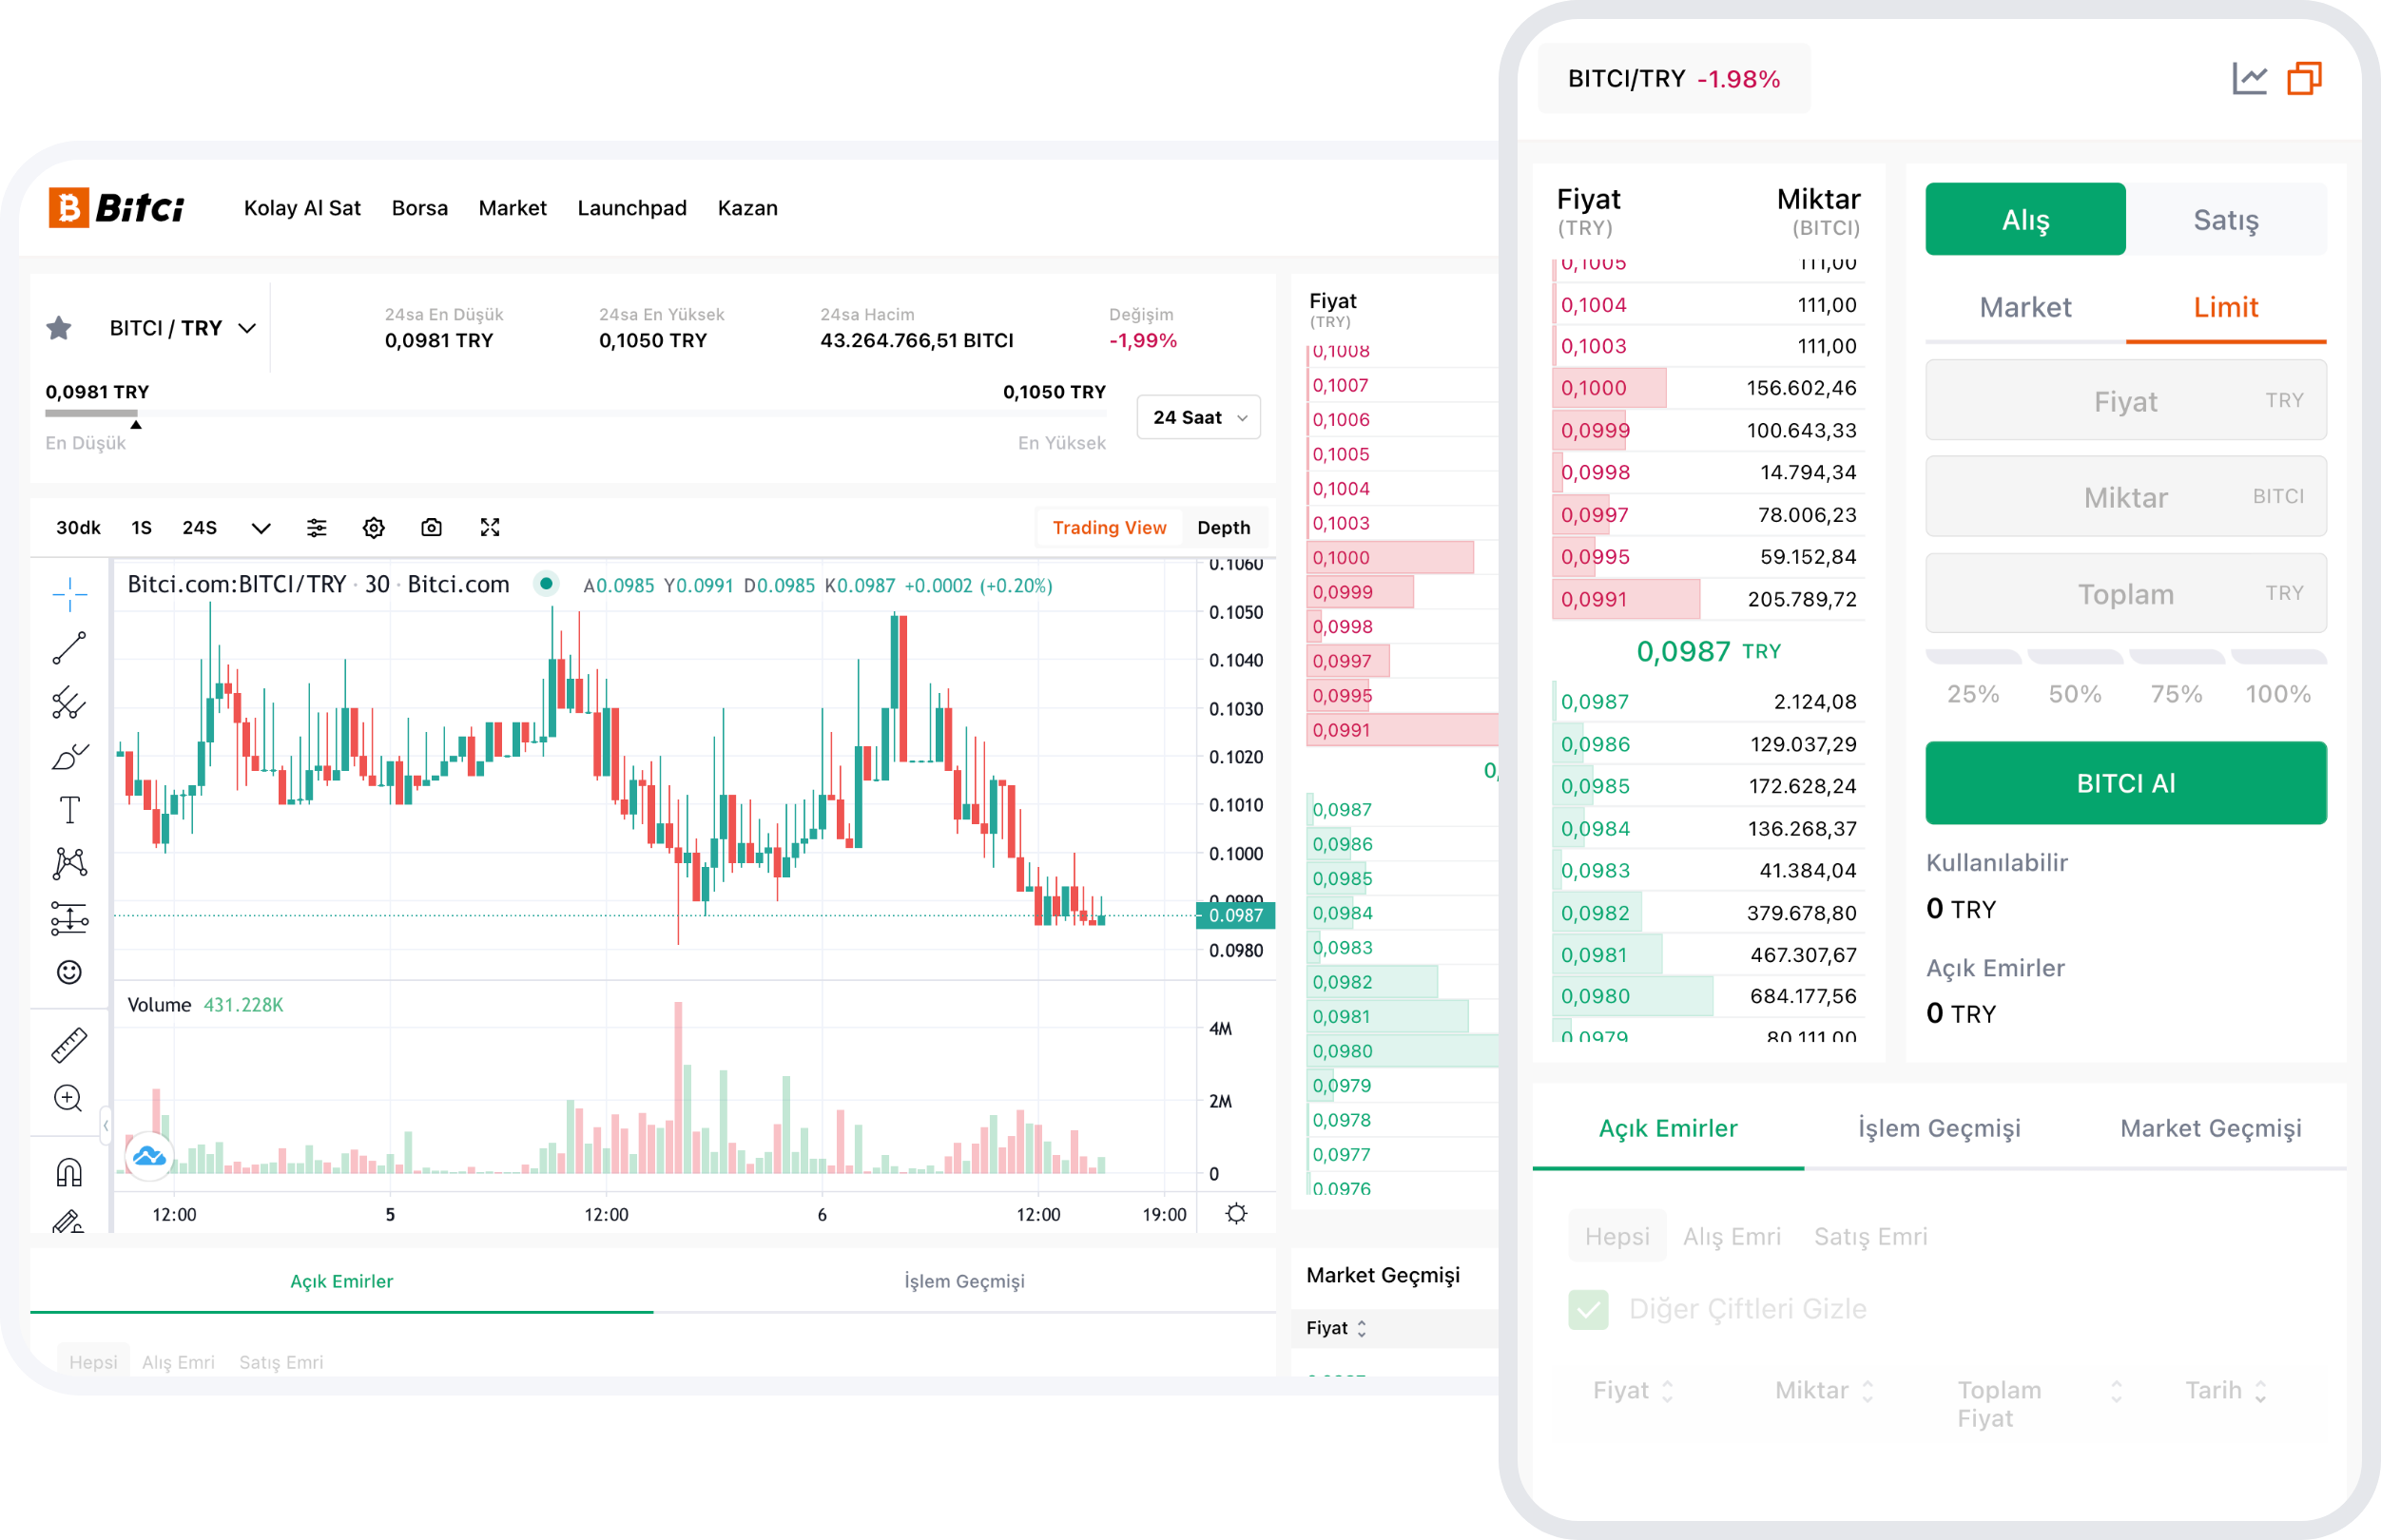 Bitci
Kolay Al Sat Borsa Market Launchpad Kazan
BITCI / TRY
24sa En Düşük
0,0981 TRY
24sa En Yüksek
0,1050 TRY
24sa Hacim
43.264.766,51 BITCI
Değişim
-1,99%
0,0981 TRY
0,1050 TRY
En Düşük
En Yüksek
24 Saat
30dk 1S 24S
Trading View Depth
Bitci.com:BITCI/TRY · 30 · Bitci.com
A0.0985 Y0.0991 D0.0985 K0.0987 +0.0002 (+0.20%)
0.1060
0.1050
0.1040
0.1030
0.1020
0.1010
0.1000
0.0990
0.0987
0.0980
Volume 431.228K
4M
2M
0
12:00 5 12:00 6 12:00 19:00
Açık Emirler İşlem Geçmişi
Hepsi Alış Emri Satış Emri
Fiyat
(TRY)
0,1008
0,1007
0,1006
0,1005
0,1004
0,1003
0,1000
0,0999
0,0998
0,0997
0,0995
0,0991
0,
0,0987
0,0986
0,0985
0,0984
0,0983
0,0982
0,0981
0,0980
0,0979
0,0978
0,0977
0,0976
Market Geçmişi
Fiyat
BITCI/TRY -1.98%
Fiyat Miktar
(TRY) (BITCI)
0,1005 111,00
0,1004 111,00
0,1003 111,00
0,1000 156.602,46
0,0999 100.643,33
0,0998 14.794,34
0,0997 78.006,23
0,0995 59.152,84
0,0991 205.789,72
0,0987 TRY
0,0987 2.124,08
0,0986 129.037,29
0,0985 172.628,24
0,0984 136.268,37
0,0983 41.384,04
0,0982 379.678,80
0,0981 467.307,67
0,0980 684.177,56
0,0979 80.111,00
Alış Satış
Market Limit
Fiyat TRY
Miktar BITCI
Toplam TRY
25% 50% 75% 100%
BITCI Al
Kullanılabilir
0 TRY
Açık Emirler
0 TRY
Açık Emirler İşlem Geçmişi Market Geçmişi
Hepsi Alış Emri Satış Emri
Diğer Çiftleri Gizle
Fiyat Miktar Toplam Tarih
Fiyat